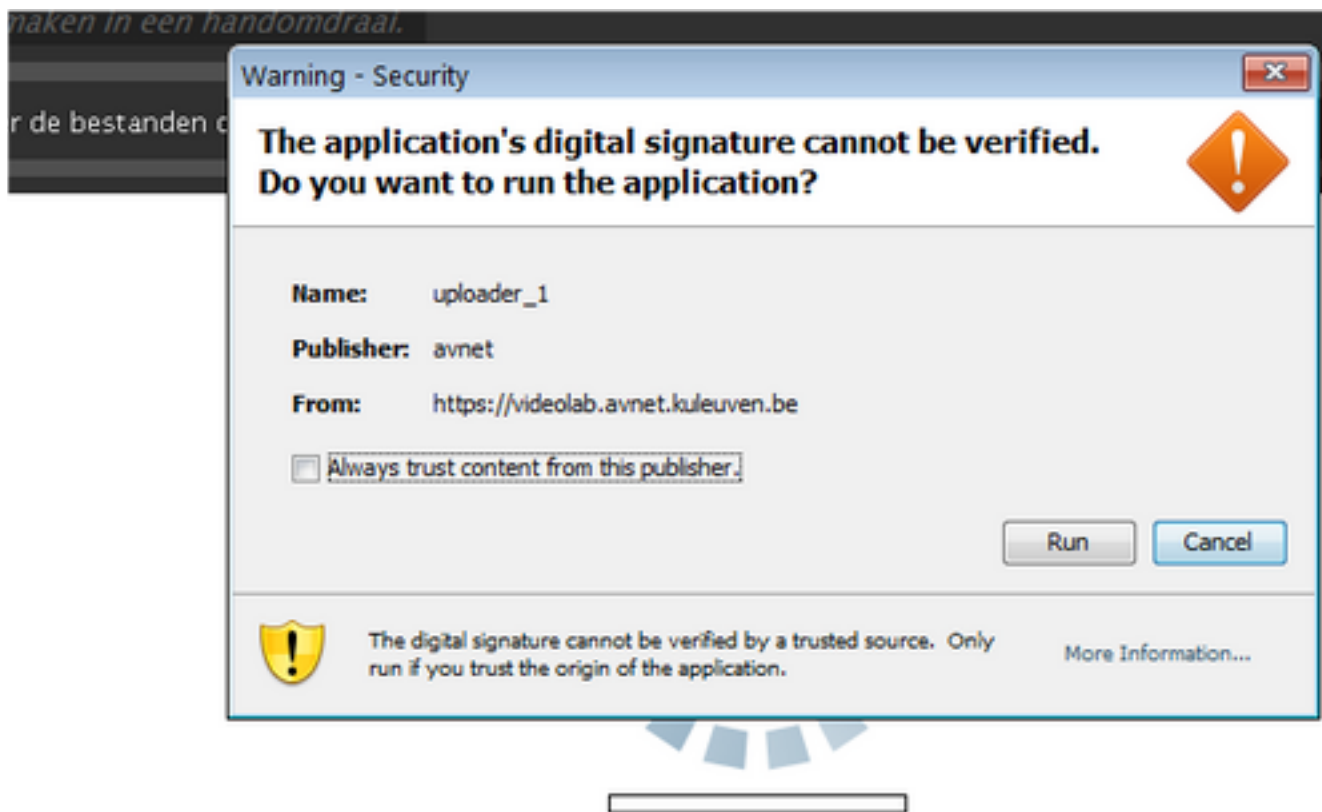 maken in een handomdraai.
r de bestanden
Warning - Security
The application's digital signature cannot be verified.
Do you want to run the application?
Name: uploader_1
Publisher: avnet
From: https://videolab.avnet.kuleuven.be
Always trust content from this publisher.
Run Cancel
The digital signature cannot be verified by a trusted source. Only
run if you trust the origin of the application.
More Information...